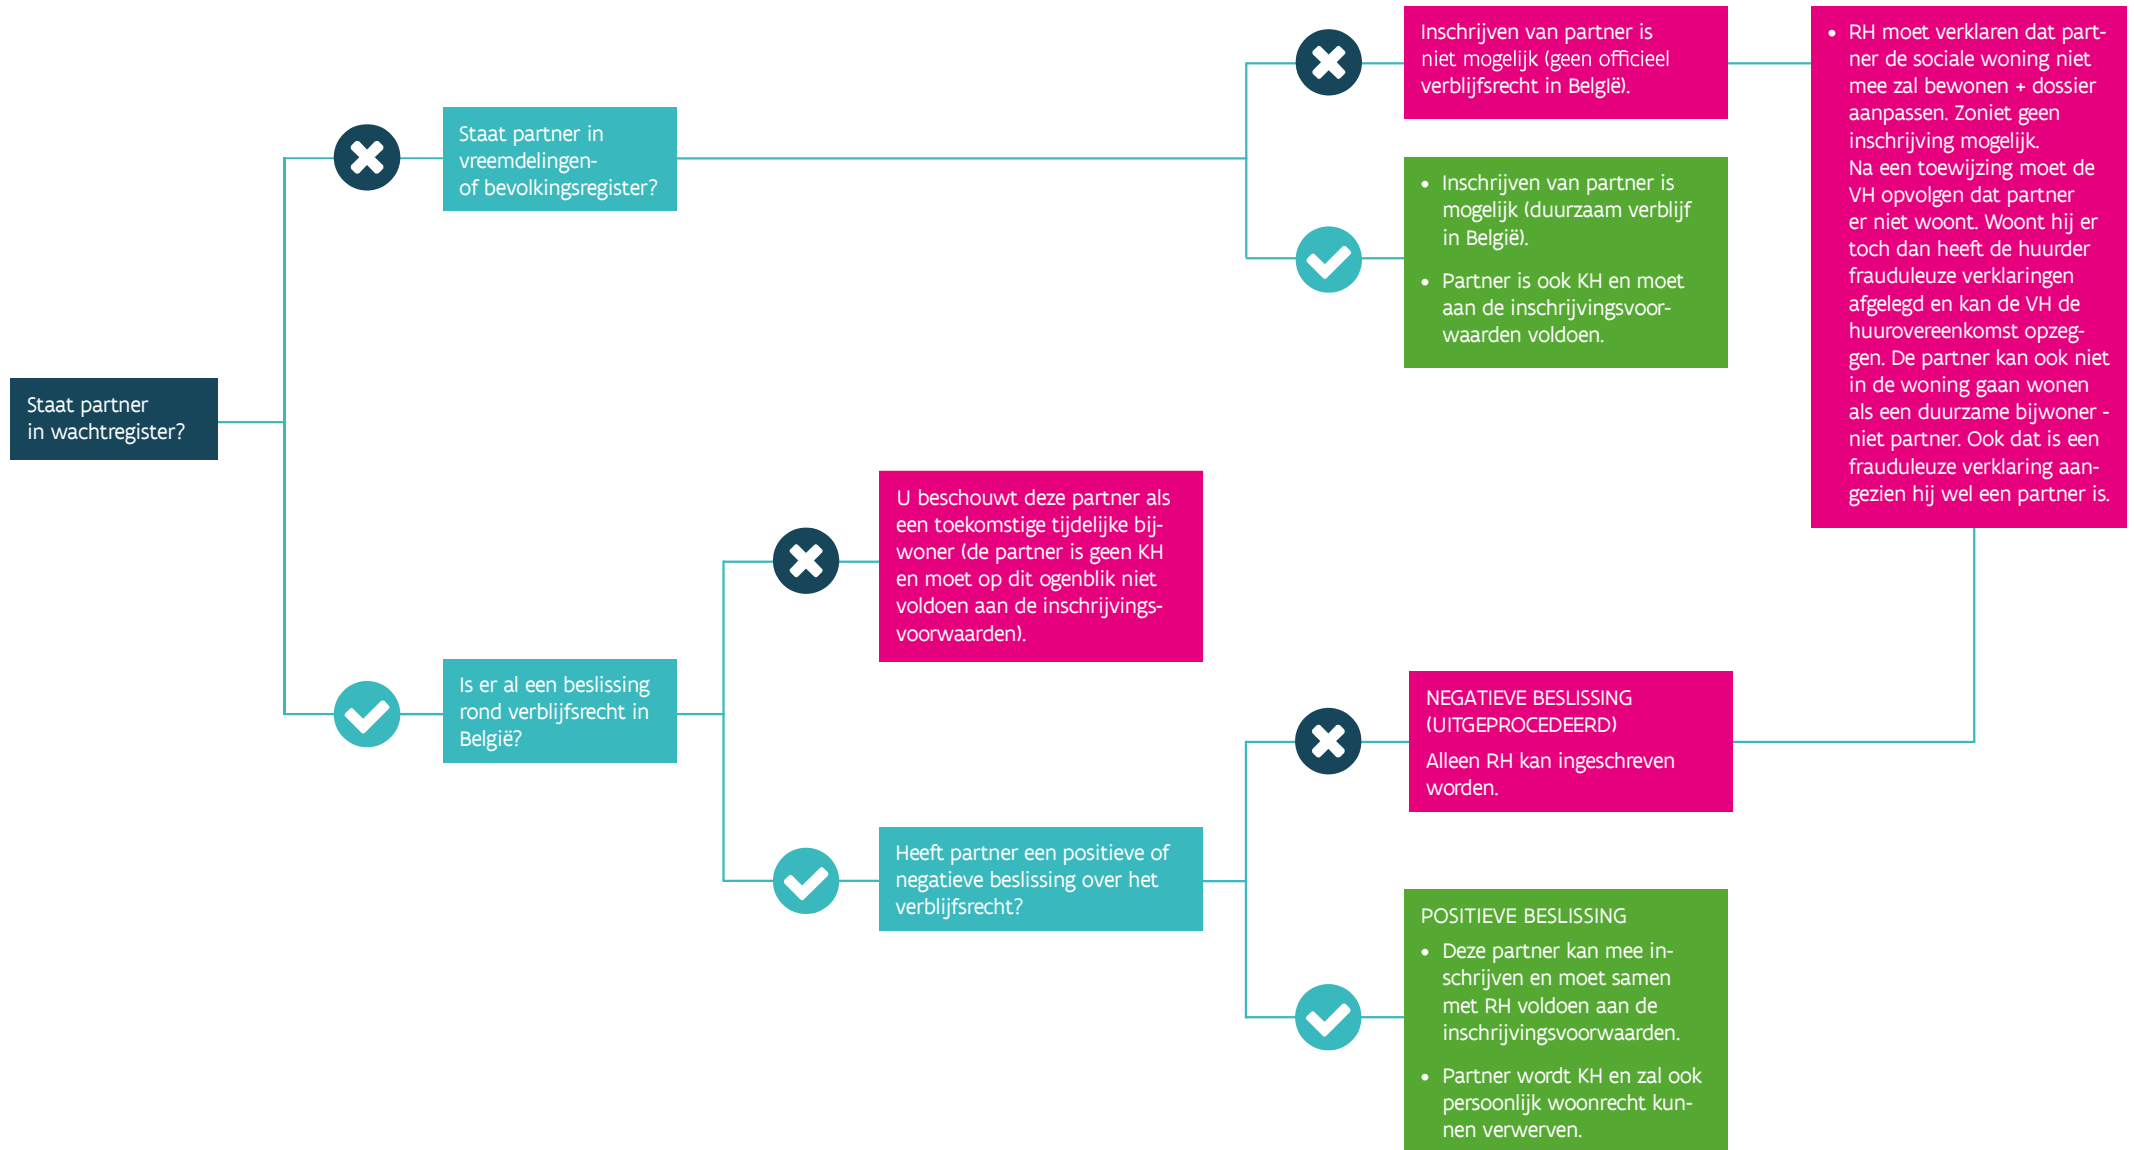 Staat partner
in wachtregister?
Staat partner in
vreemdelingen-
of bevolkingsregister?
Inschrijven van partner is
niet mogelijk (geen officieel
verblijfsrecht in BelgIë).
• RH moet verklaren dat part-
ner de sociale woning niet
mee zal bewonen + dossier
aanpassen. Zoniet geen
inschrijving mogelijk.
Na een toewijzing moet de
VH opvolgen dat partner
er niet woont. Woont hij er
toch dan heeft de huurder
frauduleuze verklaringen
afgelegd en kan de VH de
huurovereenkomst opzeg-
gen. De partner kan ook niet
in de woning gaan wonen
als een duurzame bijwoner -
niet partner. Ook dat is een
frauduleuze verklaring aan-
gezien hij wel een partner is.
• Inschrijven van partner is
mogelijk (duurzaam verblijf
in België).
• Partner is ook KH en moet
aan de inschrijvingsvoor-
waarden voldoen.
Is er al een beslissing
rond verblijfsrecht in
België?
U beschouwt deze partner als
een toekomstige tijdelijke bij-
woner (de partner is geen KH
en moet op dit ogenblik niet
voldoen aan de inschrijvings-
voorwaarden).
Heeft partner een positieve of
negatieve beslissing over het
verblijfsrecht?
NEGATIEVE BESLISSING
(UITGEPROCEDEERD)
Alleen RH kan ingeschreven
worden.
POSITIEVE BESLISSING
• Deze partner kan mee in-
schrijven en moet samen
met RH voldoen aan de
inschrijvingsvoorwaarden.
• Partner wordt KH en zal ook
persoonlijk woonrecht kun-
nen verwerven.